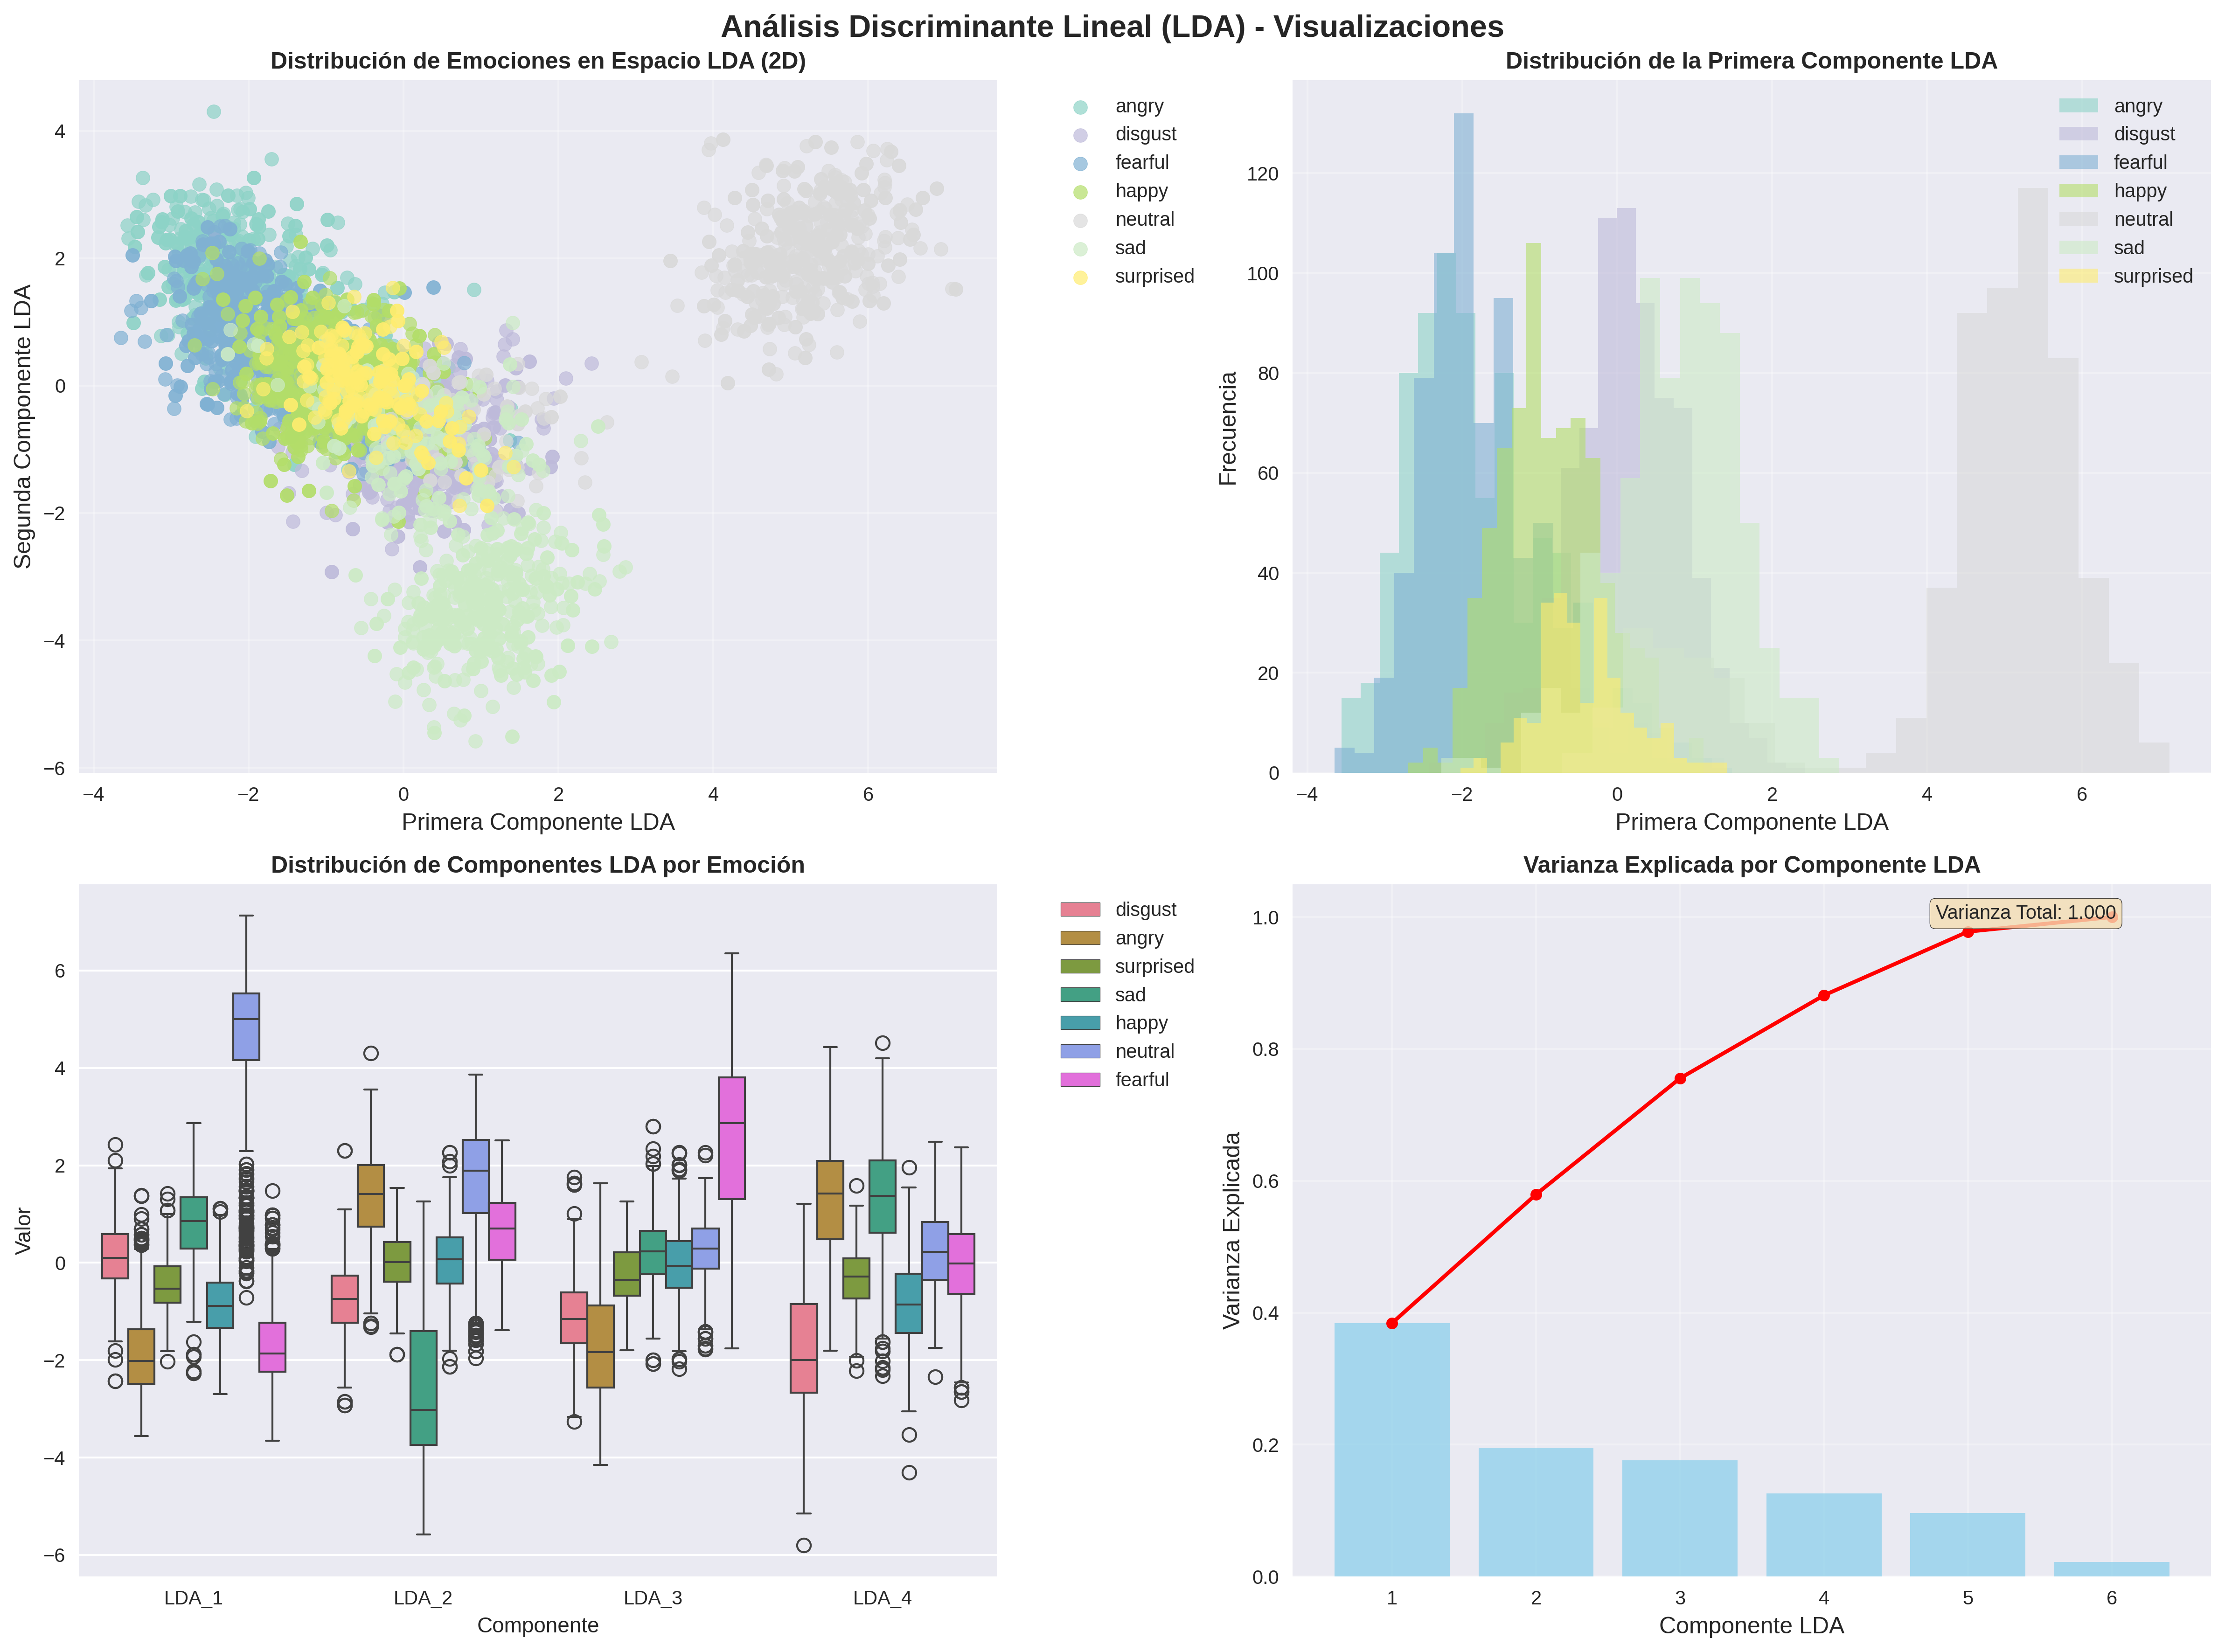 Análisis Discriminante Lineal (LDA) - Visualizaciones
Distribución de Emociones en Espacio LDA (2D)
4
2
0
−2
−4
−6
−4
−2
0
2
4
6
Segunda Componente LDA
Primera Componente LDA
angry
disgust
fearful
happy
neutral
sad
surprised
Distribución de la Primera Componente LDA
120
100
80
60
40
20
0
−4
−2
0
2
4
6
Frecuencia
Primera Componente LDA
angry
disgust
fearful
happy
neutral
sad
surprised
Distribución de Componentes LDA por Emoción
6
4
2
0
−2
−4
−6
LDA_1
LDA_2
LDA_3
LDA_4
Valor
Componente
disgust
angry
surprised
sad
happy
neutral
fearful
Varianza Explicada por Componente LDA
Varianza Total: 1.000
1.0
0.8
0.6
0.4
0.2
0.0
1
2
3
4
5
6
Varianza Explicada
Componente LDA